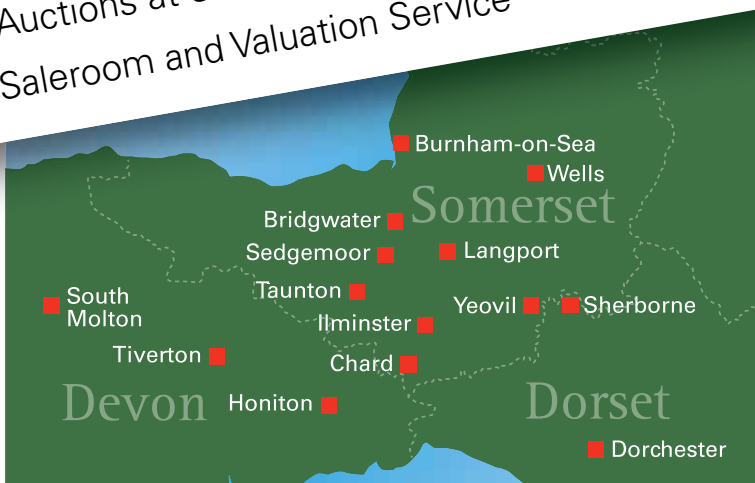 Auctions at
Saleroom and Valuation Service
Burnham-on-Sea
Wells
Somerset
Bridgwater
Sedgemoor
Langport
Taunton
South
Molton
Yeovil
Sherborne
Ilminster
Tiverton
Chard
Devon
Honiton
Dorset
Dorchester